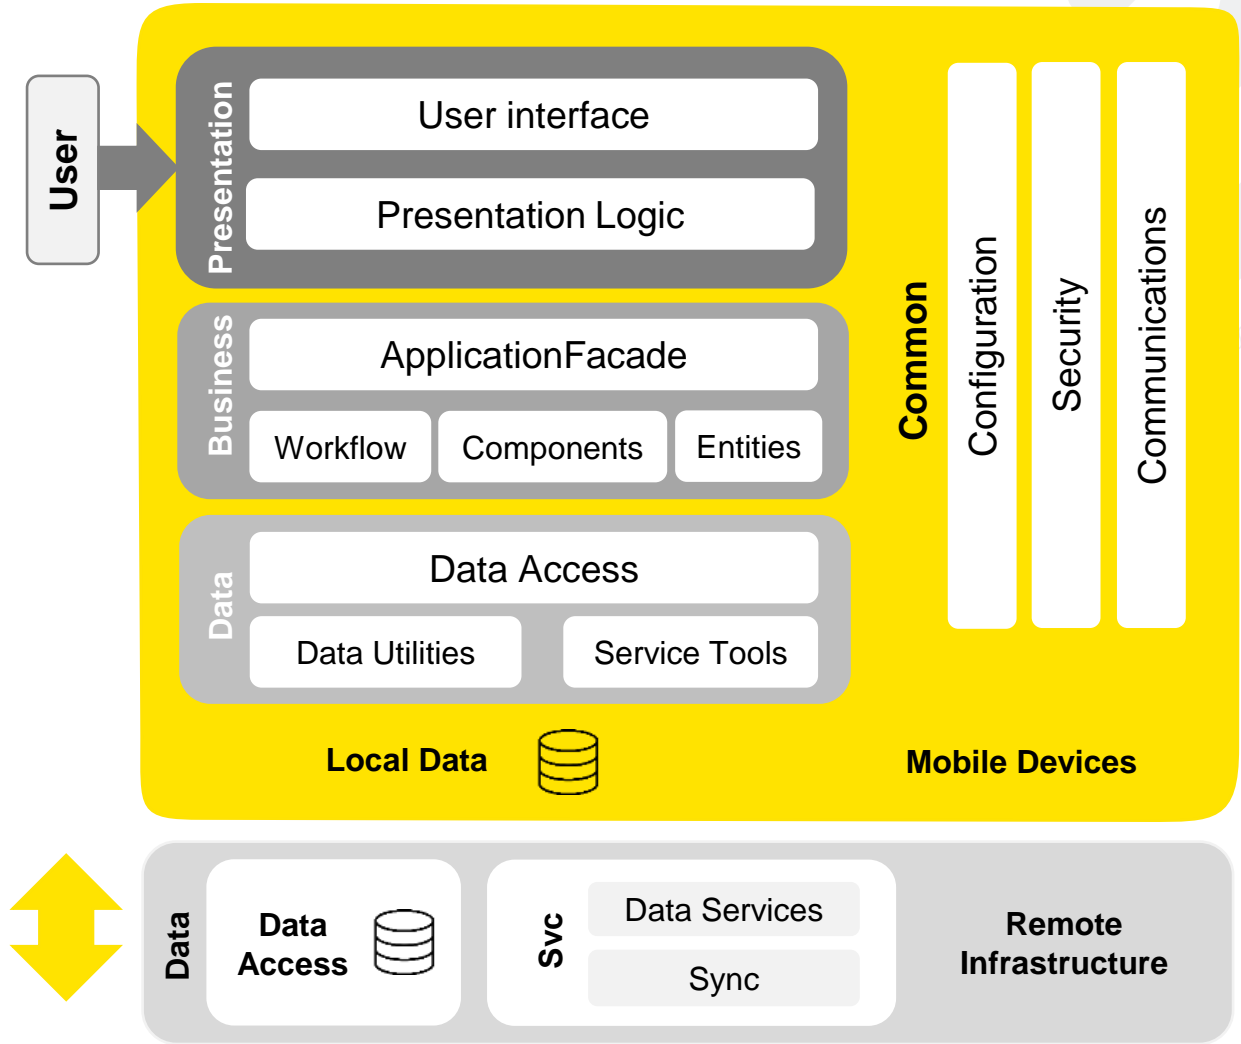 User
Presentation
User interface
Presentation Logic
Business
ApplicationFacade
Workflow
Components
Entities
Data
Data Access
Data Utilities
Service Tools
Common
Configuration
Security
Communications
Local Data
Mobile Devices
Data
Data
Access
Svc
Data Services
Sync
Remote
Infrastructure